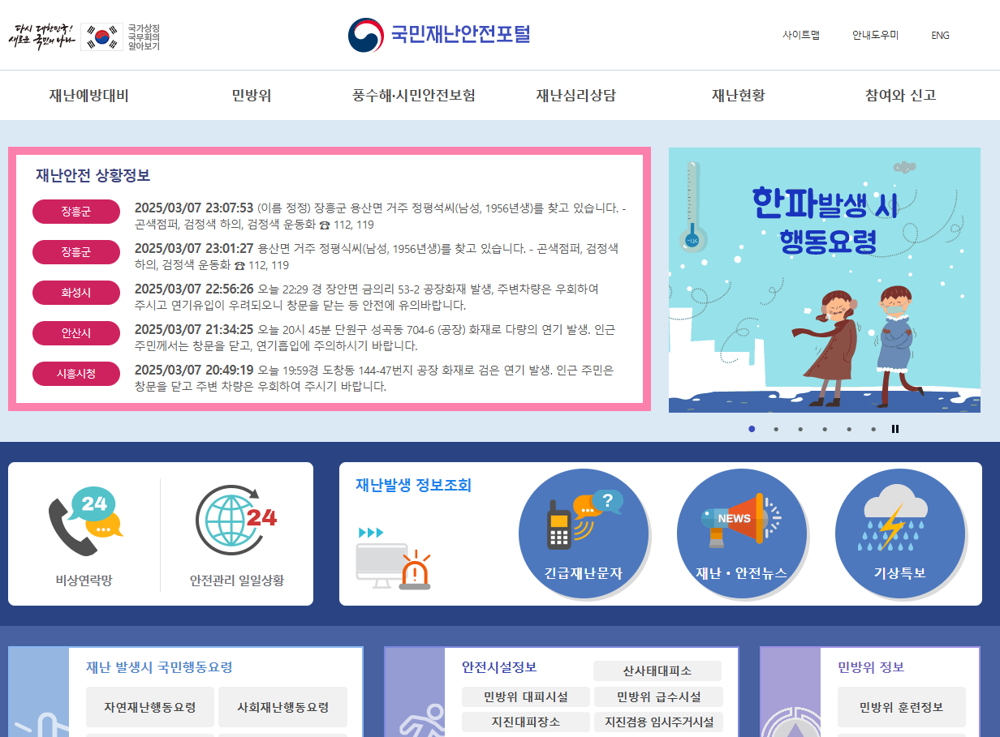 다시 대한민국!
새로운 국민의 나라
국가상징
국무회의
알아보기
국민재난안전포털
사이트맵 안내도우미 ENG
재난예방대비 민방위 풍수해·시민안전보험 재난심리상담 재난현황 참여와 신고
재난안전 상황정보
장흥군 2025/03/07 23:07:53 (이름 정정) 장흥군 용산면 거주 정평석씨(남성, 1956년생)를 찾고 있습니다. -
곤색점퍼, 검정색 하의, 검정색 운동화 ☎ 112, 119
장흥군 2025/03/07 23:01:27 용산면 거주 정평식씨(남성, 1956년생)를 찾고 있습니다. - 곤색점퍼, 검정색
하의, 검정색 운동화 ☎ 112, 119
화성시 2025/03/07 22:56:26 오늘 22:29 경 장안면 금의리 53-2 공장화재 발생, 주변차량은 우회하여
주시고 연기유입이 우려되오니 창문을 닫는 등 안전에 유의바랍니다.
안산시 2025/03/07 21:34:25 오늘 20시 45분 단원구 성곡동 704-6 (공장) 화재로 다량의 연기 발생. 인근
주민께서는 창문을 닫고, 연기흡입에 주의하시기 바랍니다.
시흥시청 2025/03/07 20:49:19 오늘 19:59경 도창동 144-47번지 공장 화재로 검은 연기 발생. 인근 주민은
창문을 닫고 주변 차량은 우회하여 주시기 바랍니다.
-12℃
한파발생 시
행동요령
24
비상연락망
24
안전관리 일일상황
재난발생 정보조회
?
긴급재난문자
NEWS
재난·안전뉴스
기상특보
재난 발생시 국민행동요령
자연재난행동요령 사회재난행동요령
안전시설정보 산사태대피소
민방위 대피시설 민방위 급수시설
지진대피장소 지진겸용 임시주거시설
민방위 정보
민방위 훈련정보